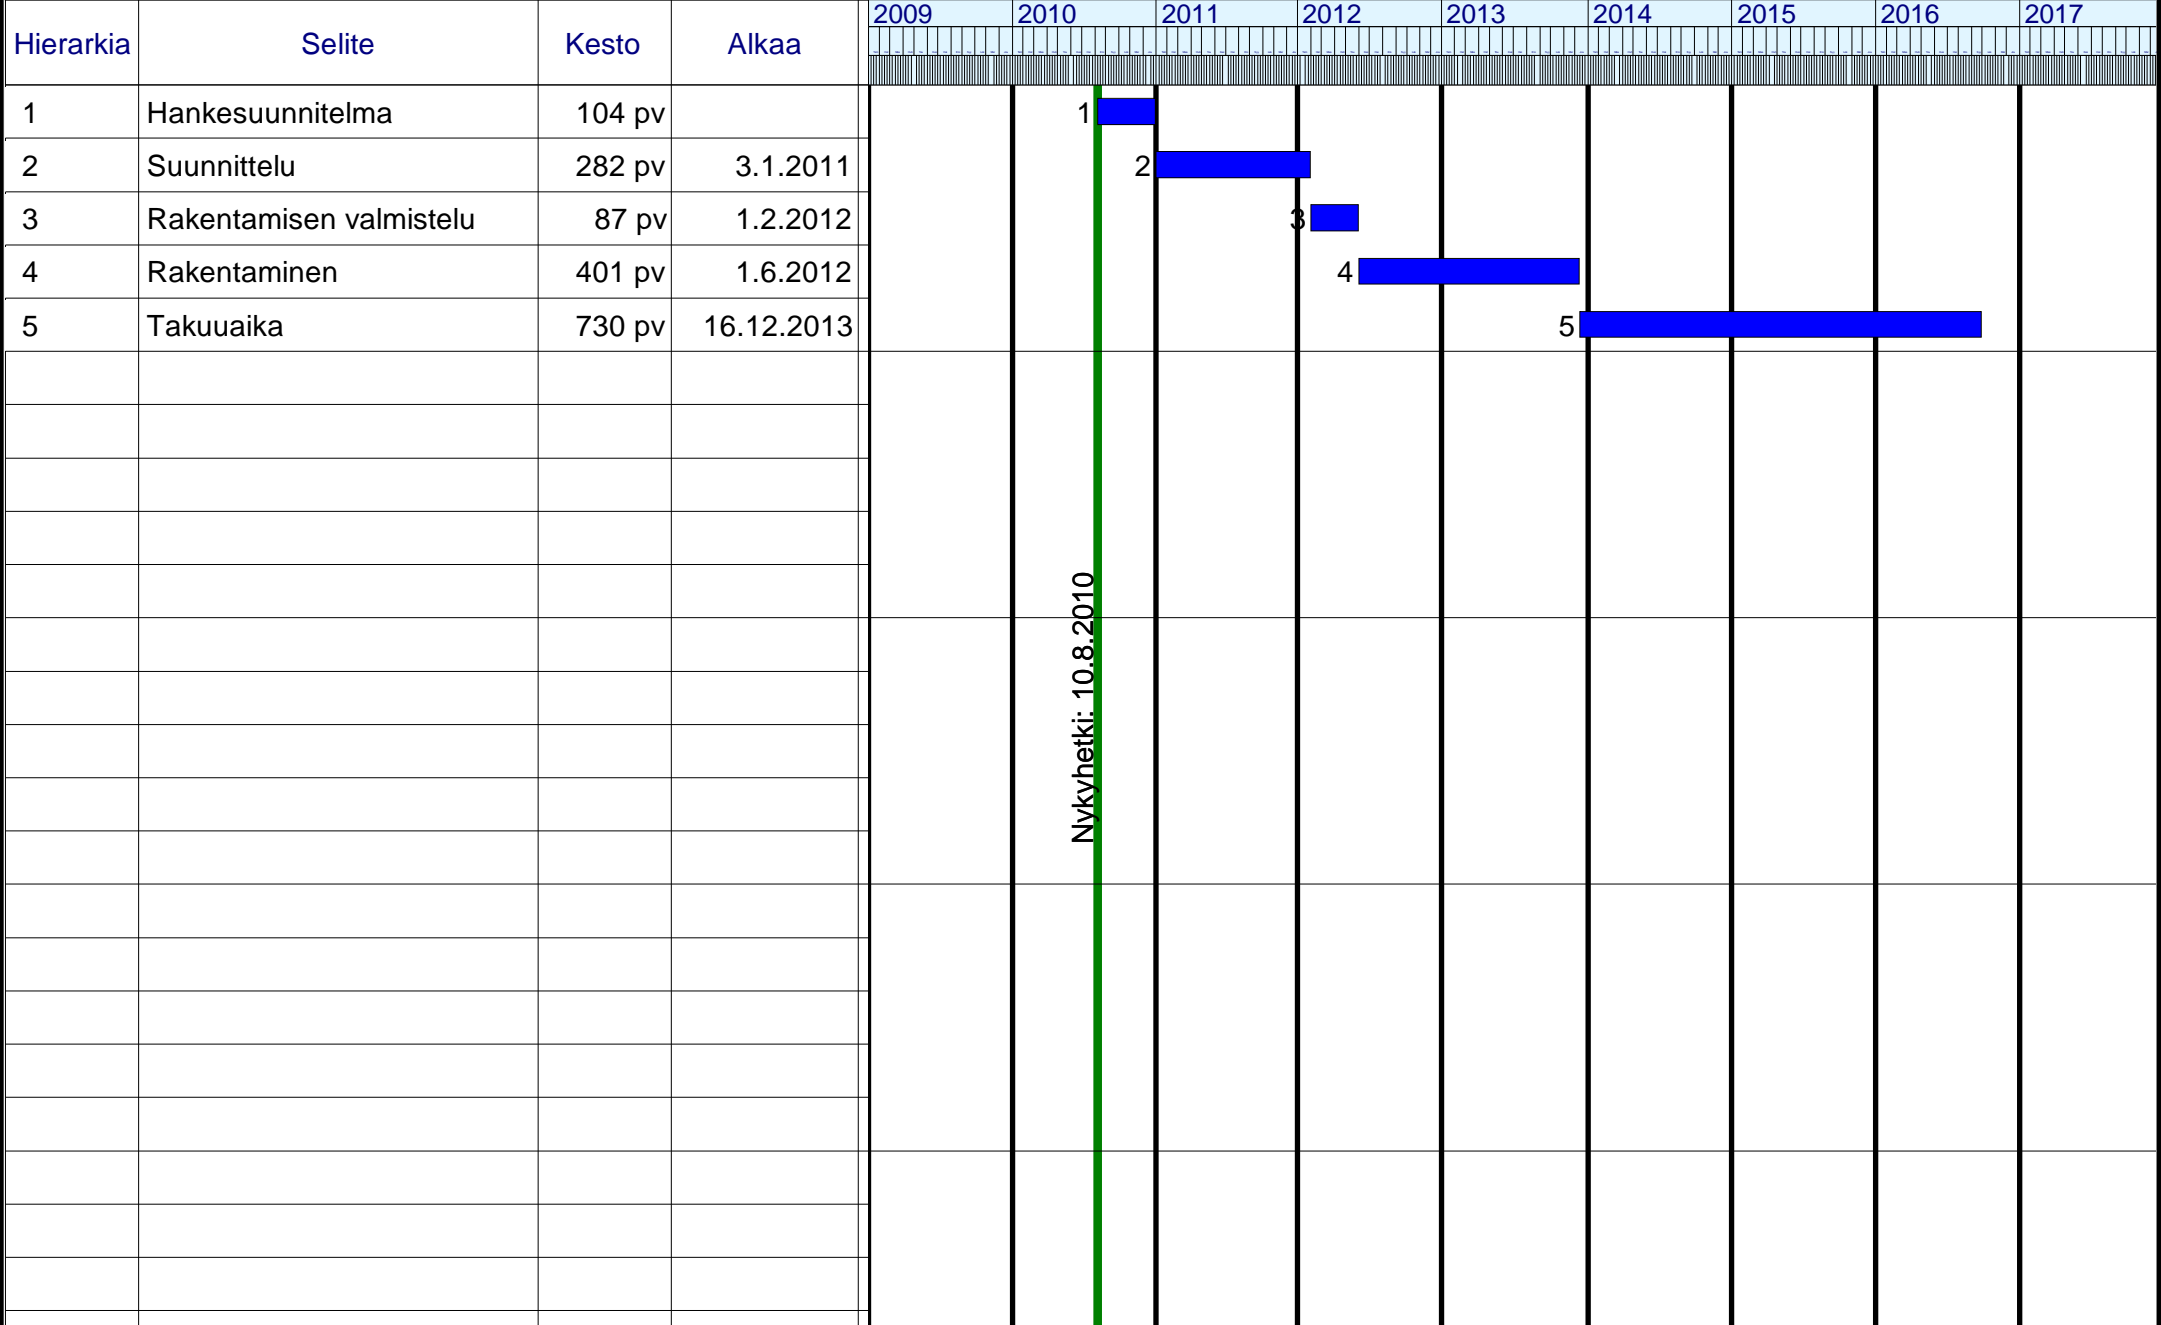 2009 2010 2011 2012 2013 2014 2015 2016 2017
Hierarkia Selite Kesto Alkaa
1 Hankesuunnitelma 104 pv 1
2 Suunnittelu 282 pv 3.1.2011 2
3 Rakentamisen valmistelu 87 pv 1.2.2012 3
4 Rakentaminen 401 pv 1.6.2012 4
5 Takuuaika 730 pv 16.12.2013 5
Nykyhetki: 10.8.2010